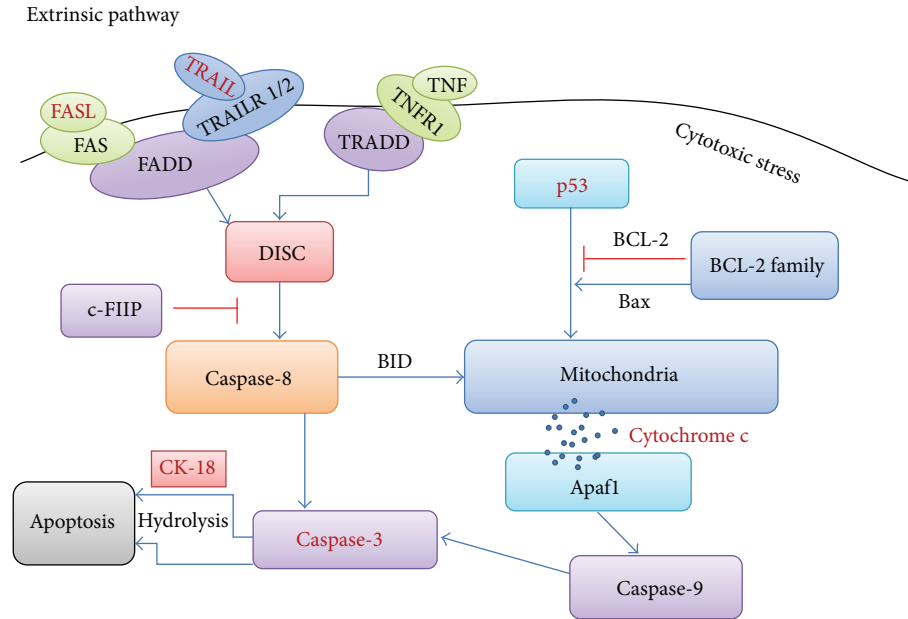 Extrinsic pathway
TRAIL
TRAILR 1/2
TNF
TNFR1
FASL
FAS
FADD
TRADD
Cytotoxic stress
p53
DISC
BCL-2
BCL-2 family
Bax
c-FIIP
Caspase-8
BID
Mitochondria
Cytochrome c
CK-18
Apaf1
Apoptosis
Hydrolysis
Caspase-3
Caspase-9